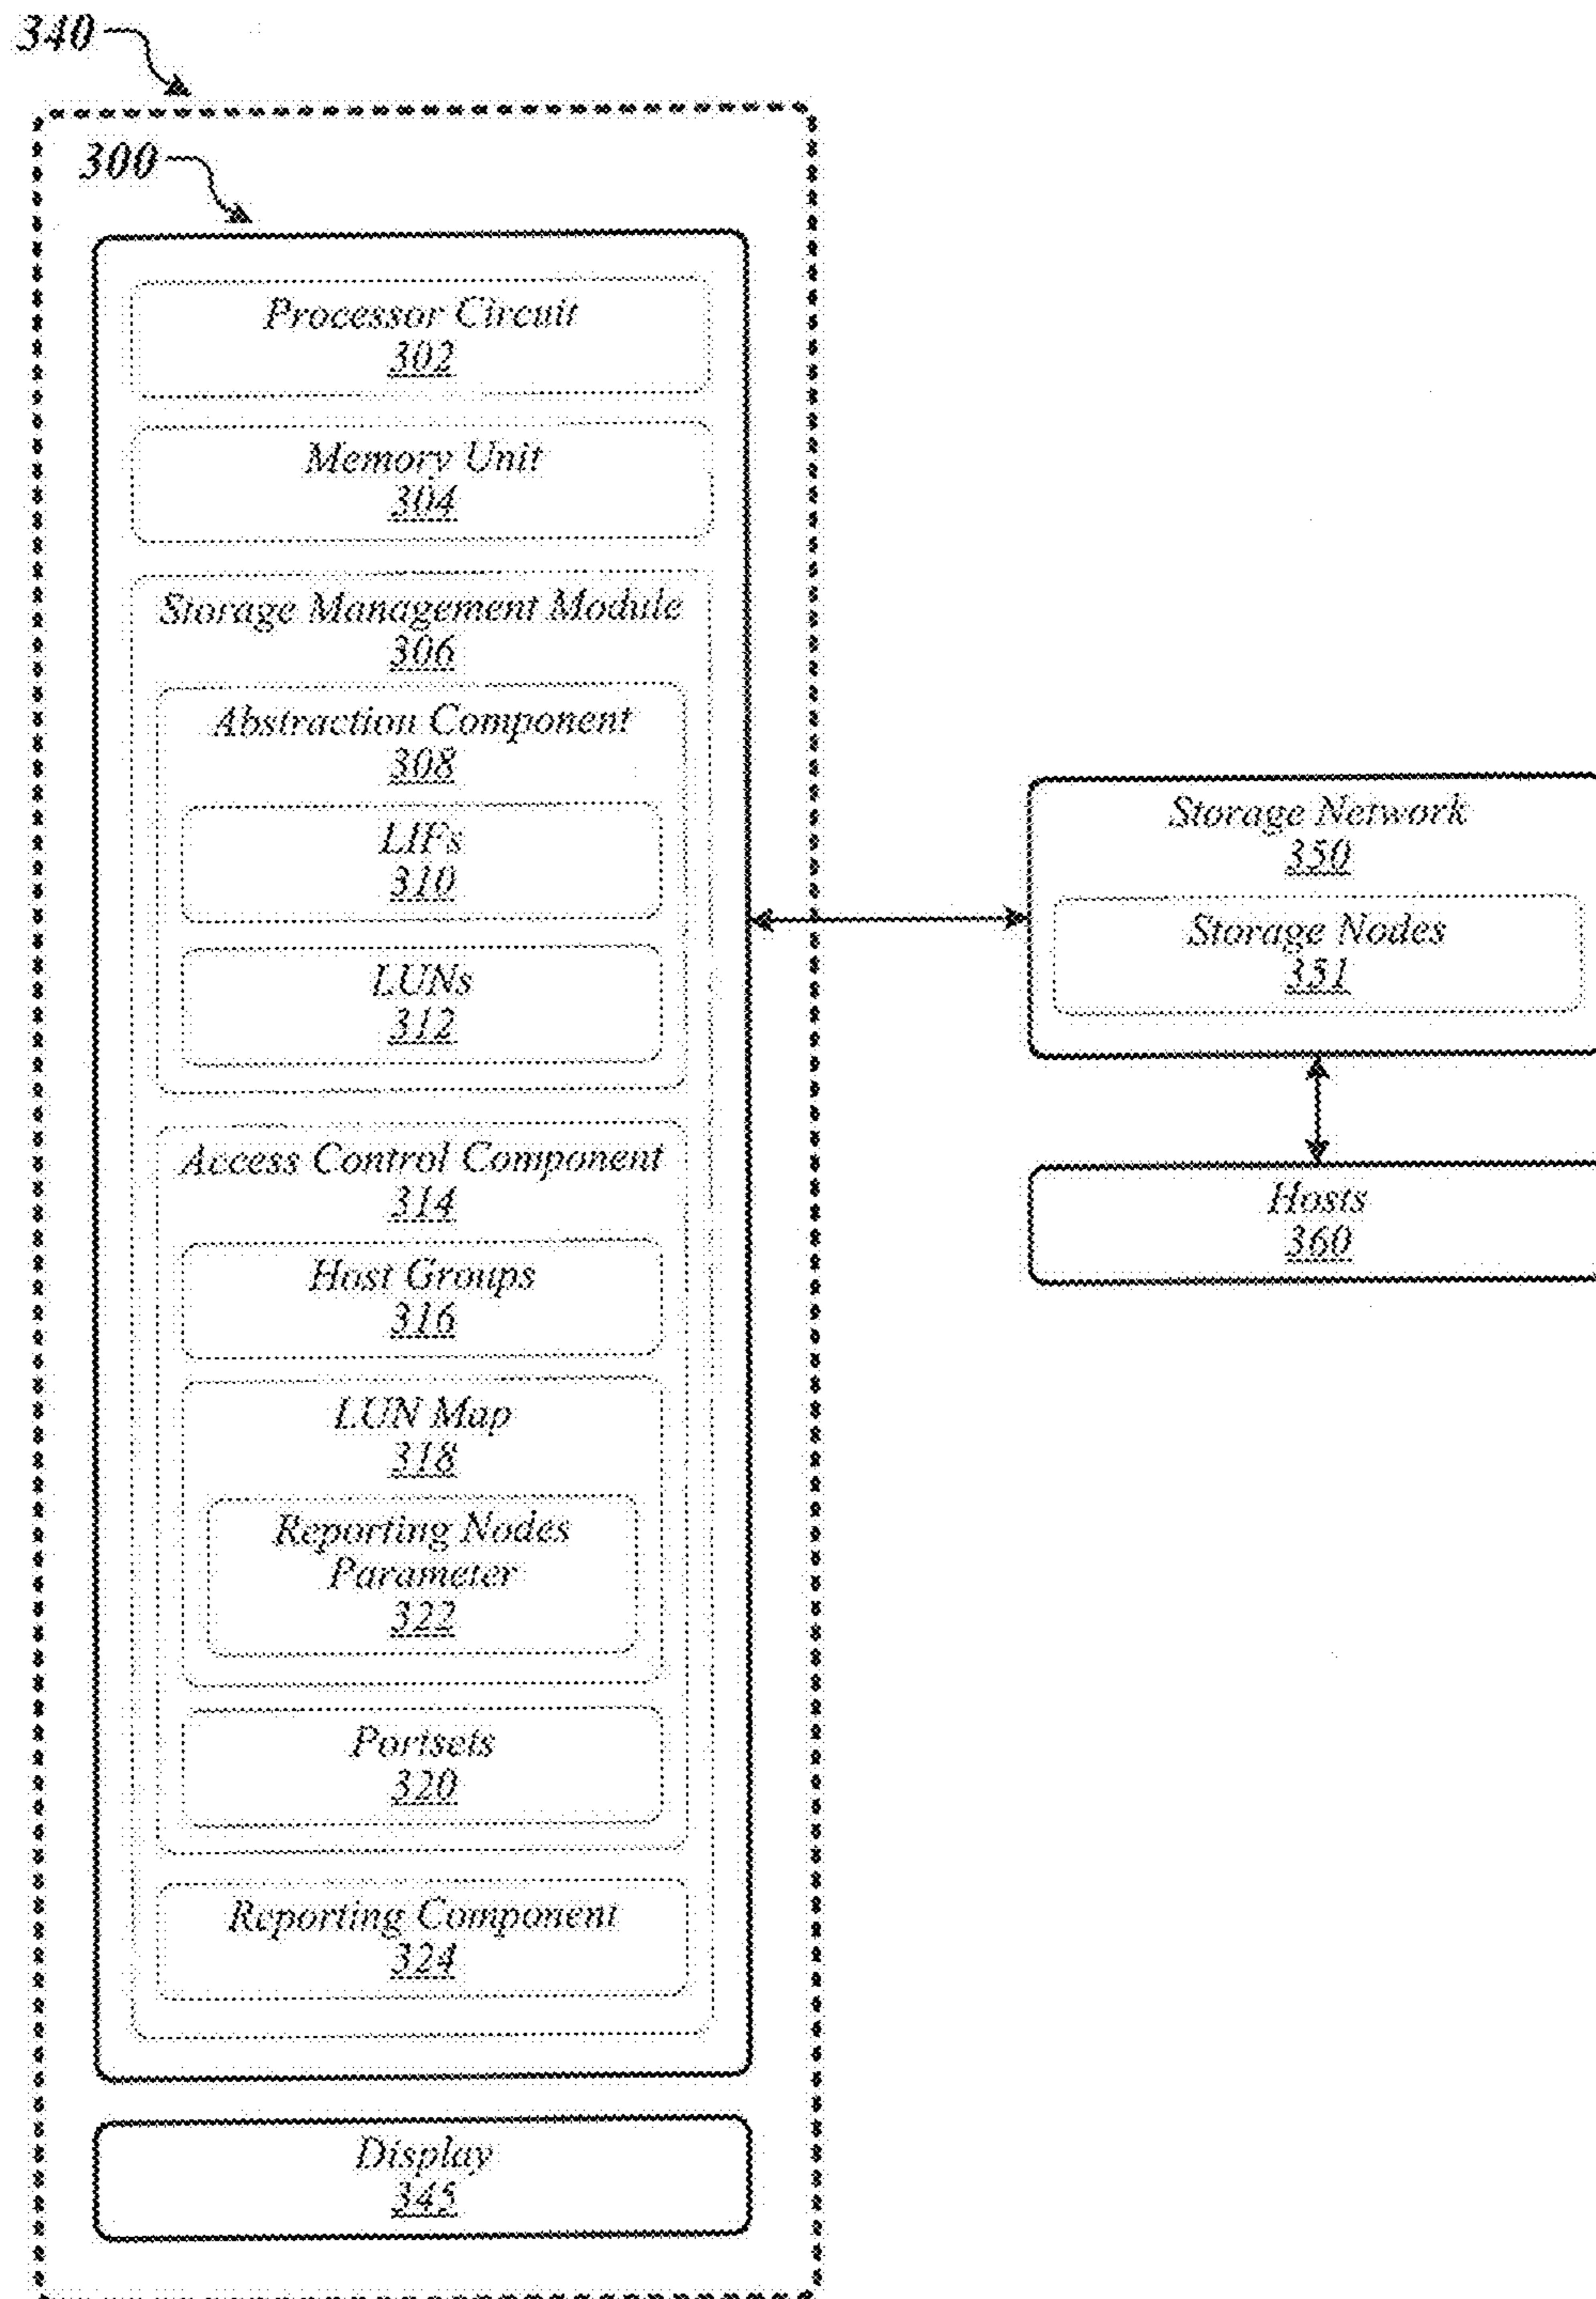 340
300
Processor Circuit
302
Memory Unit
304
Storage Management Module
306
Abstraction Component
308
LIFs
310
LUNs
312
Access Control Component
314
Host Groups
316
LUN Map
318
Reporting Nodes
Parameter
322
Portsets
320
Reporting Component
324
Display
345
Storage Network
350
Storage Nodes
351
Hosts
360